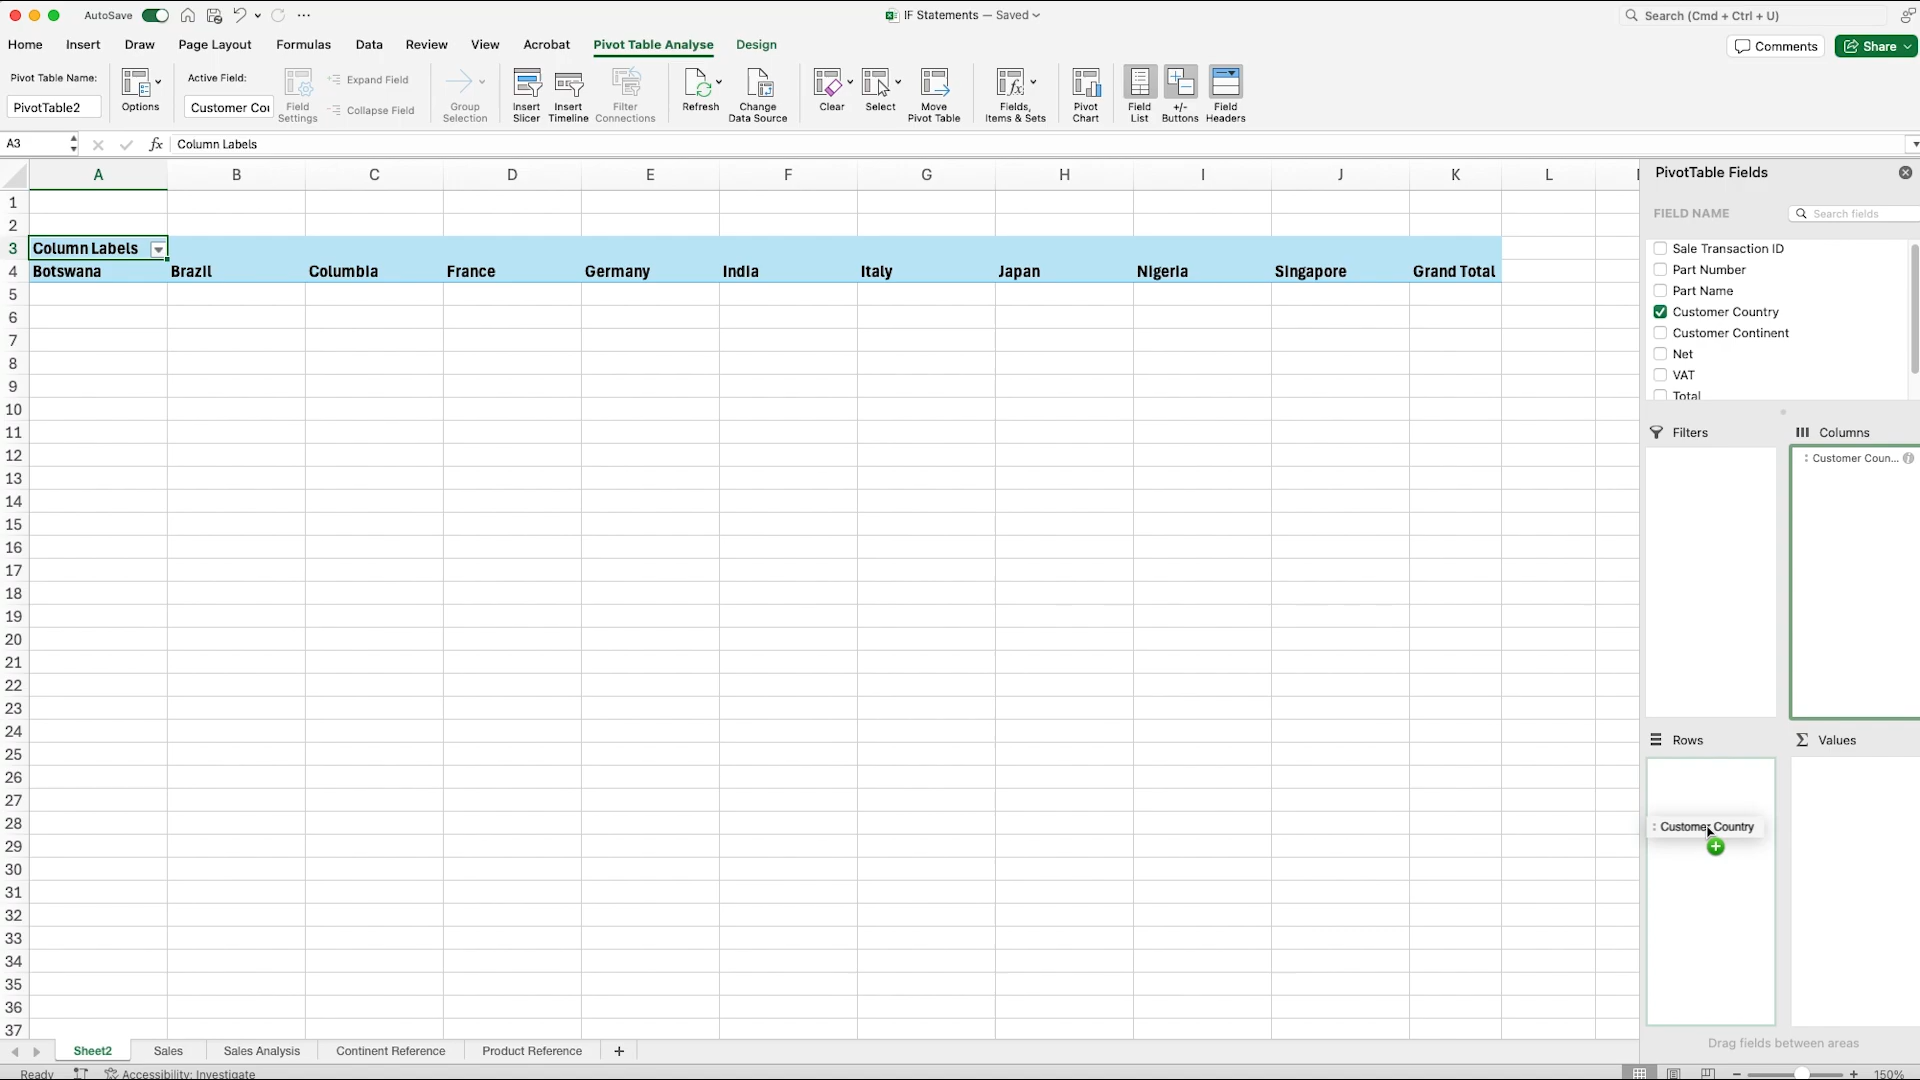 AutoSave
IF Statements — Saved
Search (Cmd + Ctrl + U)
Home Insert Draw Page Layout Formulas Data Review View Acrobat Pivot Table Analyse Design Comments Share
Pivot Table Name:
PivotTable2
Options
Active Field:
Customer Cou
Field Settings
Expand Field
Collapse Field
Group Selection
Insert Slicer
Insert Timeline
Filter Connections
Refresh
Change Data Source
Clear
Select
Move Pivot Table
Fields, Items & Sets
Pivot Chart
Field List
+/- Buttons
Field Headers
A3 fx Column Labels
A B C D E F G H I J K L
1
2
3 Column Labels
4 Botswana Brazil Columbia France Germany India Italy Japan Nigeria Singapore Grand Total
5
6
7
8
9
10
11
12
13
14
15
16
17
18
19
20
21
22
23
24
25
26
27
28
29
30
31
32
33
34
35
36
37
PivotTable Fields
FIELD NAME Search fields
Sale Transaction ID
Part Number
Part Name
Customer Country
Customer Continent
Net
VAT
Total
Filters
Columns
Customer Coun...
Rows
Values
Customer Country
Drag fields between areas
Sheet2 Sales Sales Analysis Continent Reference Product Reference +
Ready Accessibility: Investigate
150%